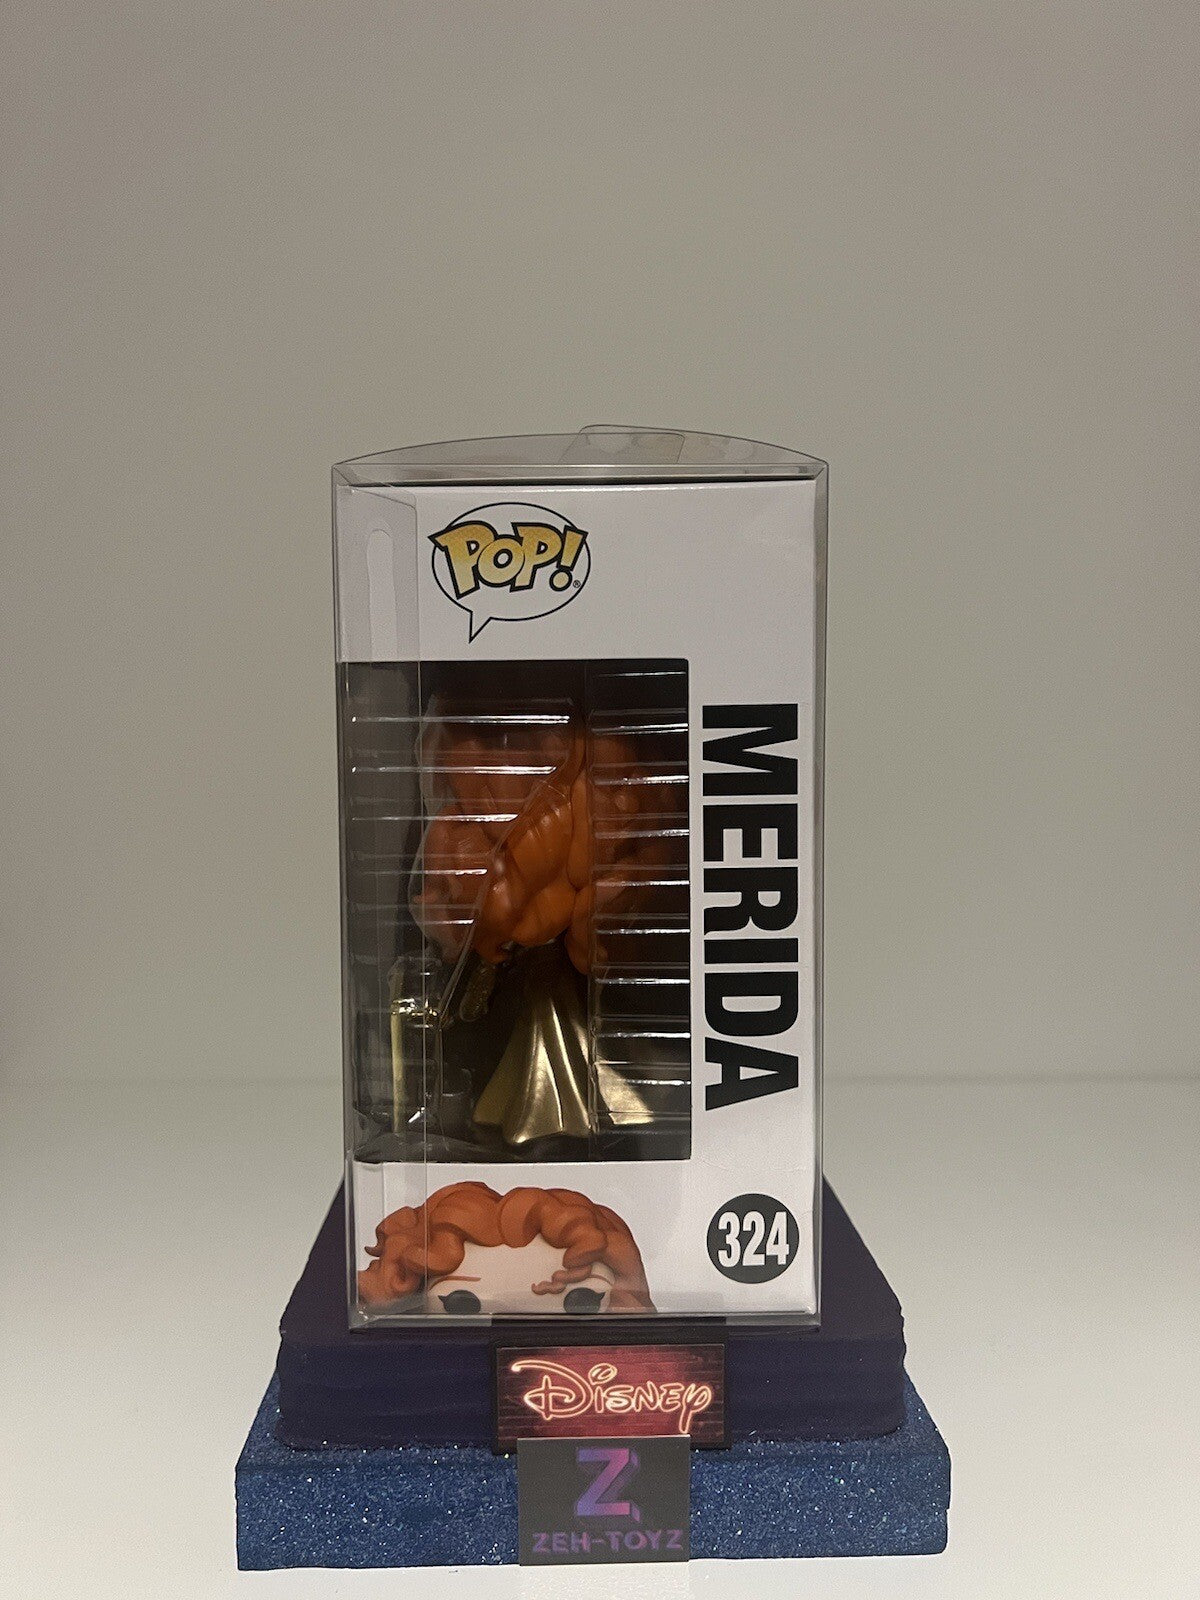 POP!
MERIDA
324
Disney
Z
ZEH-TOYZ